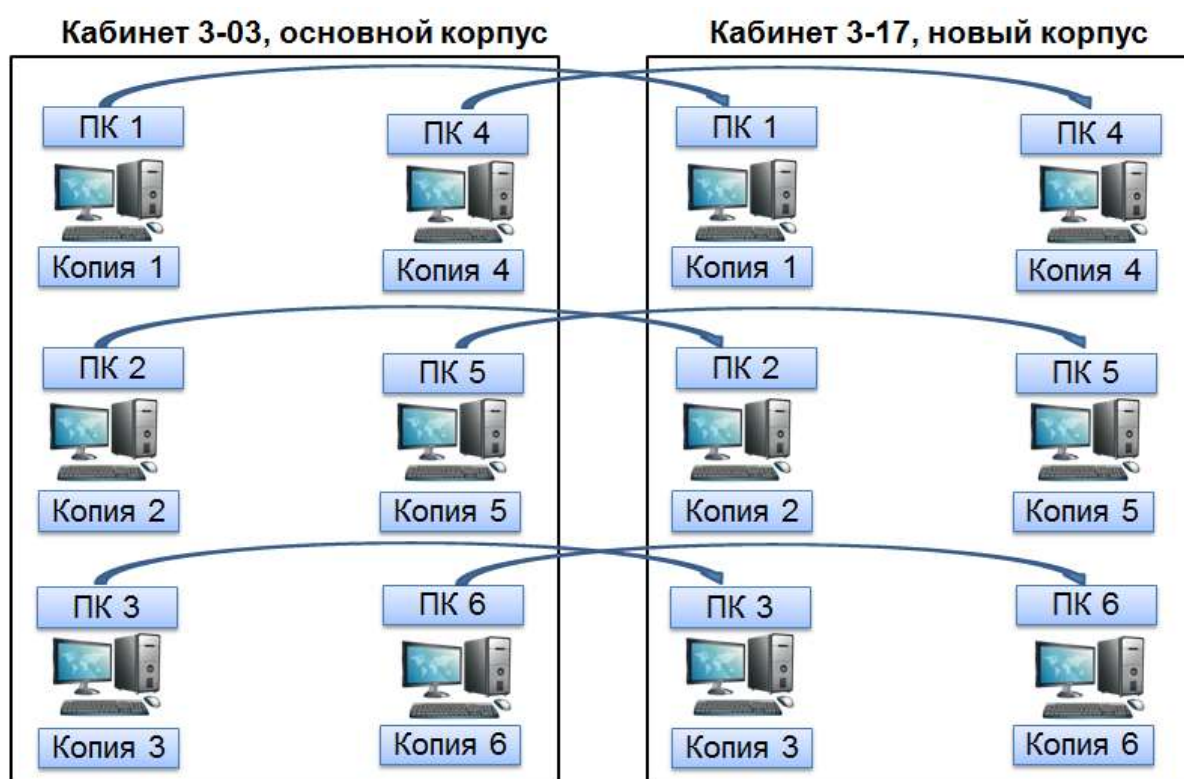 Кабинет 3-03, основной корпус
Кабинет 3-17, новый корпус
ПК 1
ПК 4
ПК 1
ПК 4
Копия 1
Копия 4
Копия 1
Копия 4
ПК 2
ПК 5
ПК 2
ПК 5
Копия 2
Копия 5
Копия 2
Копия 5
ПК 3
ПК 6
ПК 3
ПК 6
Копия 3
Копия 6
Копия 3
Копия 6